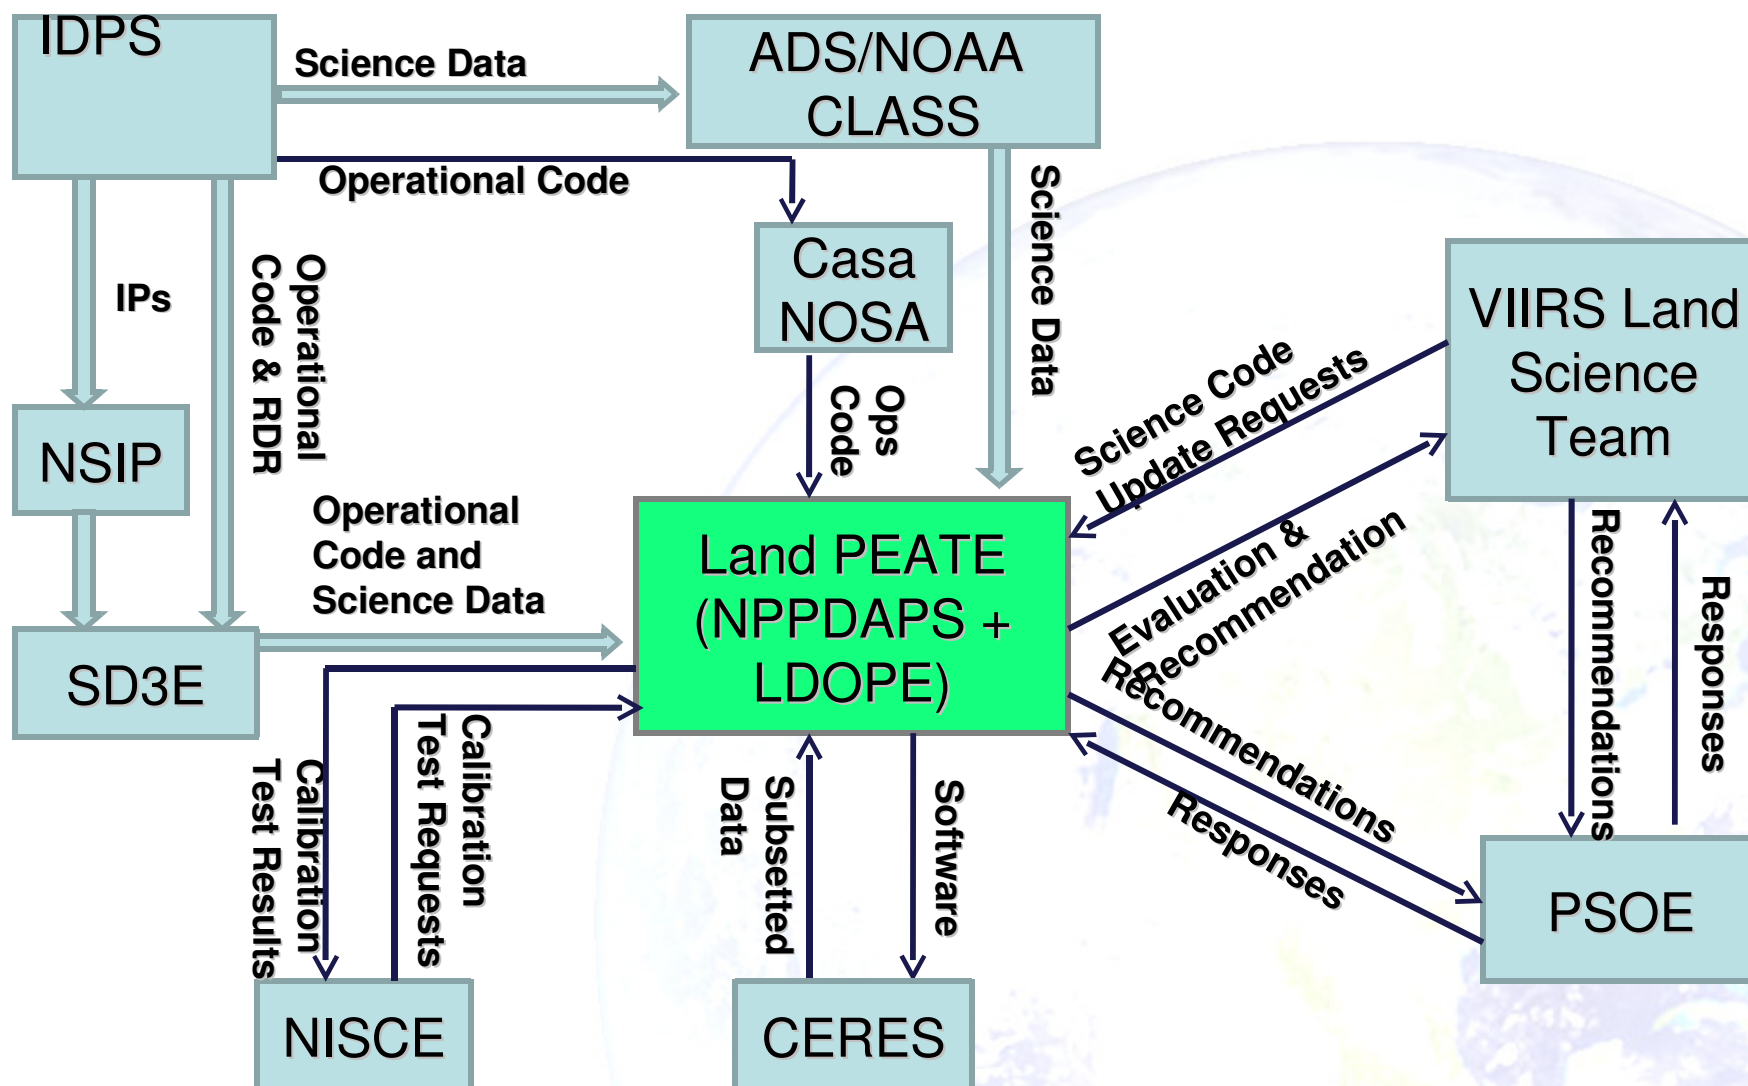 IDPS
Science Data
ADS/NOAA
CLASS
Operational Code
Science Data
IPs
Operational
Code & RDR
Casa
NOSA
VIIRS Land
Science
Team
NSIP
Ops
Code
Science Code
Update Requests
Operational
Code and
Science Data
Land PEATE
(NPPDAPS +
LDOPE)
Evaluation &
Recommendation
Recommendations
Responses
SD3E
Recommendations
Responses
Calibration
Test Results
Calibration
Test Requests
Subsetted
Data
Software
PSOE
NISCE
CERES